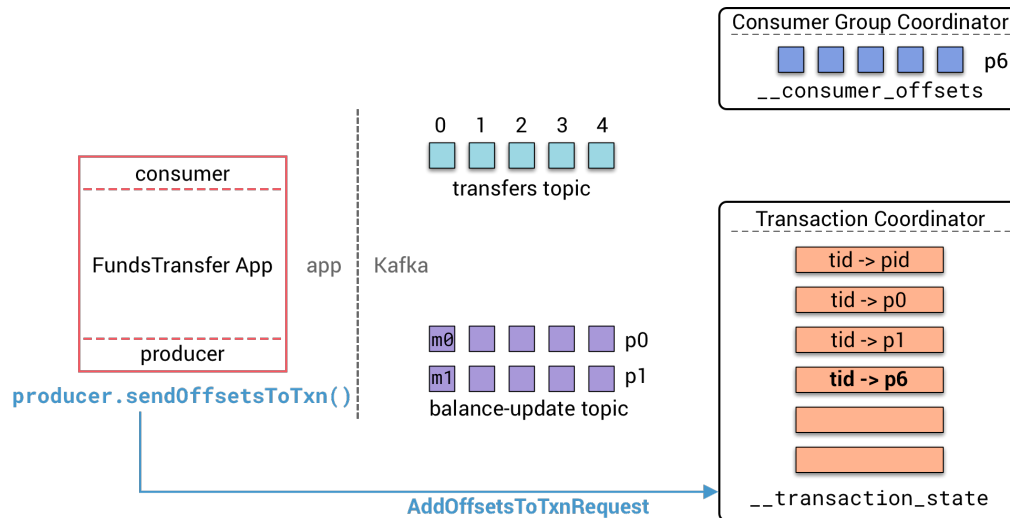 Consumer Group Coordinator
p6
__consumer_offsets
0 1 2 3 4
transfers topic
consumer
FundsTransfer App
producer
app
Kafka
producer.sendOffsetsToTxn()
m0
p0
m1
p1
balance-update topic
AddOffsetsToTxnRequest
Transaction Coordinator
tid -> pid
tid -> p0
tid -> p1
tid -> p6
__transaction_state